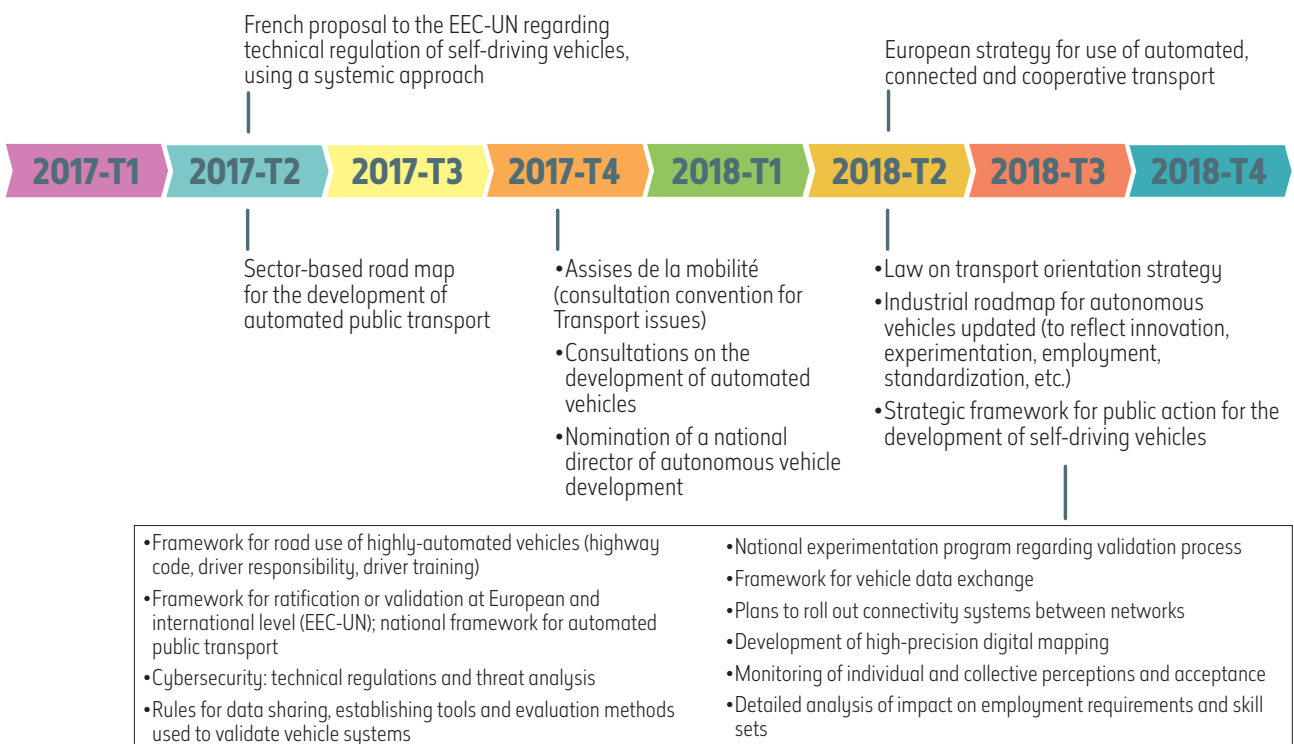 French proposal to the EEC-UN regarding
technical regulation of self-driving vehicles,
using a systemic approach
European strategy for use of automated,
connected and cooperative transport
2017-T1
2017-T2
2017-T3
2017-T4
2018-T1
2018-T2
2018-T3
2018-T4
Sector-based road map
for the development of
automated public transport
•Assises de la mobilité
(consultation convention for
Transport issues)
•Consultations on the
development of automated
vehicles
•Nomination of a national
director of autonomous vehicle
development
•Law on transport orientation strategy
•Industrial roadmap for autonomous
vehicles updated (to reflect innovation,
experimentation, employment,
standardization, etc.)
•Strategic framework for public action for the
development of self-driving vehicles
•Framework for road use of highly-automated vehicles (highway
code, driver responsibility, driver training)
•Framework for ratification or validation at European and
international level (EEC-UN); national framework for automated
public transport
•Cybersecurity: technical regulations and threat analysis
•Rules for data sharing, establishing tools and evaluation methods
used to validate vehicle systems
•National experimentation program regarding validation process
•Framework for vehicle data exchange
•Plans to roll out connectivity systems between networks
•Development of high-precision digital mapping
•Monitoring of individual and collective perceptions and acceptance
•Detailed analysis of impact on employment requirements and skill
sets